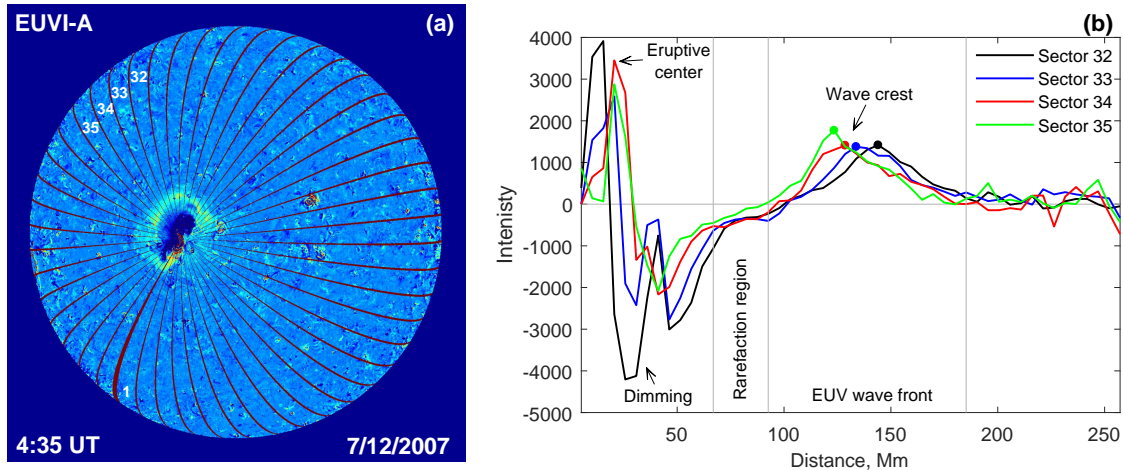 EUVI-A
(a)
32
33
34
35
1
4:35 UT
7/12/2007
(b)
4000
3000
2000
1000
0
-1000
-2000
-3000
-4000
-5000
Intenisty
Eruptive
center
Wave crest
Sector 32
Sector 33
Sector 34
Sector 35
Dimming
Rarefaction region
EUV wave front
50
100
150
200
250
Distance, Mm